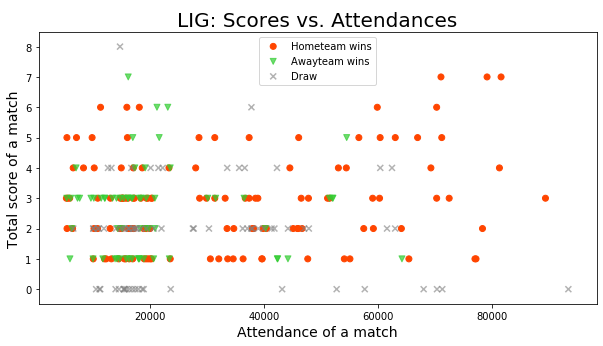 LIG: Scores vs. Attendances
Hometeam wins
Awayteam wins
Draw
Total score of a match
8
7
6
5
4
3
2
1
0
20000 40000 60000 80000
Attendance of a match